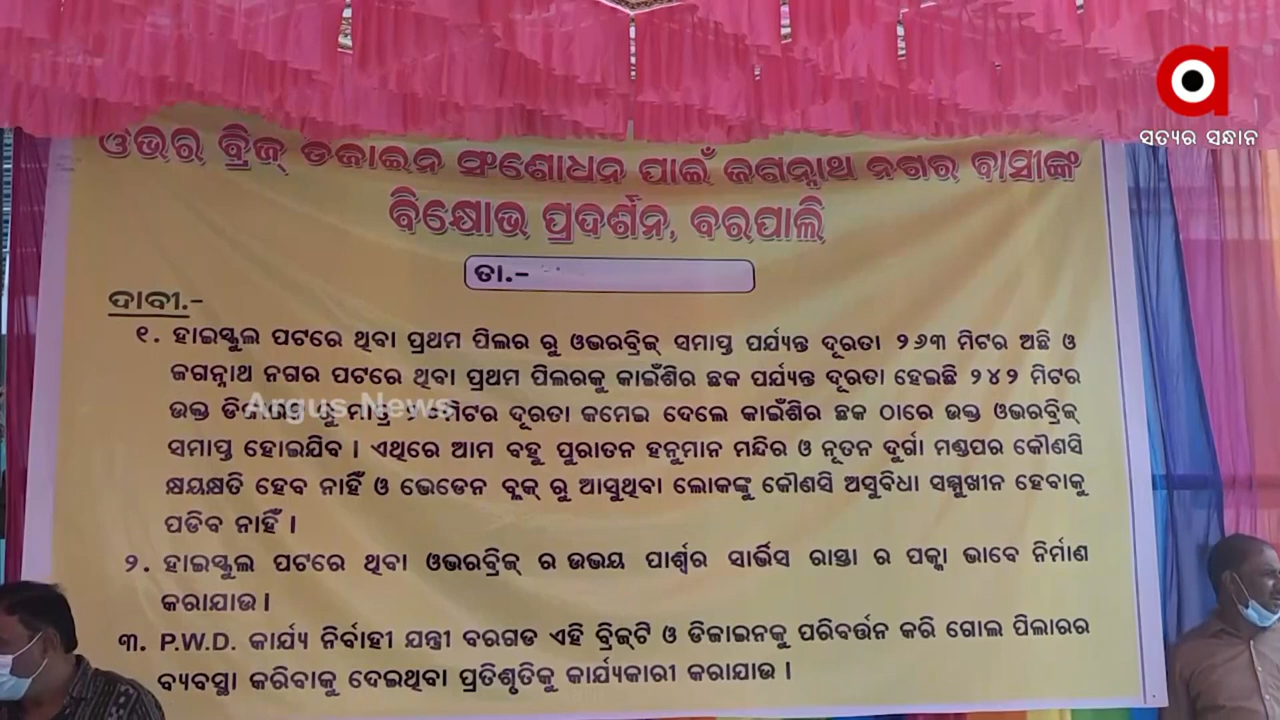 ସତ୍ୟର ସନ୍ଧାନ
ଓଭର ବ୍ରିଜ୍ ଡିଜାଇନ ସଂଶୋଧନ ପାଇଁ ଜଗନ୍ନାଥ ନଗର ବାସୀଙ୍କ
ବିକ୍ଷୋଭ ପ୍ରଦର୍ଶନ, ବରପାଲି
ତା.-
ଦାବୀ.-
୧. ହାଇସ୍କୁଲ ପଟରେ ଥିବା ପ୍ରଥମ ପିଲର ରୁ ଓଭରବ୍ରିଜ୍ ସମାପ୍ତ ପର୍ଯ୍ୟନ୍ତ ଦୂରତା ୨୬୩ ମିଟର ଅଛି ଓ
ଜଗନ୍ନାଥ ନଗର ପଟରେ ଥିବା ପ୍ରଥମ ପିଲରକୁ କାଇଁଶିର ଛକ ପର୍ଯ୍ୟନ୍ତ ଦୂରତା ହେଇଛି ୨୪୨ ମିଟର
ଉକ୍ତ ମାତ୍ର ମିଟର ଦୂରତା କମେଇ ଦେଲେ କାଇଁଶିର ଛକ ଠାରେ ଉକ୍ତ ଓଭରବ୍ରିଜ୍
Argus News
ସମାପ୍ତ ହୋଇଯିବ । ଏଥିରେ ଆମ ବହୁ ପୁରାତନ ହନୁମାନ ମନ୍ଦିର ଓ ନୂତନ ଦୁର୍ଗା ମଣ୍ଡପର କୌଣସି
କ୍ଷୟକ୍ଷତି ହେବ ନାହିଁ ଓ ଭେଡେନ ବ୍ଲକ୍ ରୁ ଆସୁଥିବା ଲୋକଙ୍କୁ କୌଣସି ଅସୁବିଧା ସମ୍ମୁଖୀନ ହେବାକୁ
ପଡିବ ନାହିଁ ।
୨. ହାଇସ୍କୁଲ ପଟରେ ଥିବା ଓଭରବ୍ରିଜ୍ ର ଉଭୟ ପାର୍ଶ୍ୱର ସାର୍ଭିସ ରାସ୍ତା ର ପକ୍କା ଭାବେ ନିର୍ମାଣ
କରାଯାଉ ।
୩. P.W.D. କାର୍ଯ୍ୟ ନିର୍ବାହୀ ଯନ୍ତ୍ରୀ ବରଗଡ ଏହି ବ୍ରିଜ୍‌ଟି ଓ ଡିଜାଇନକୁ ପରିବର୍ତ୍ତନ କରି ଗୋଲ ପିଲାରର
ବ୍ୟବସ୍ଥା କରିବାକୁ ଦେଇଥିବା ପ୍ରତିଶୃତିକୁ କାର୍ଯ୍ୟକାରୀ କରାଯାଉ ।